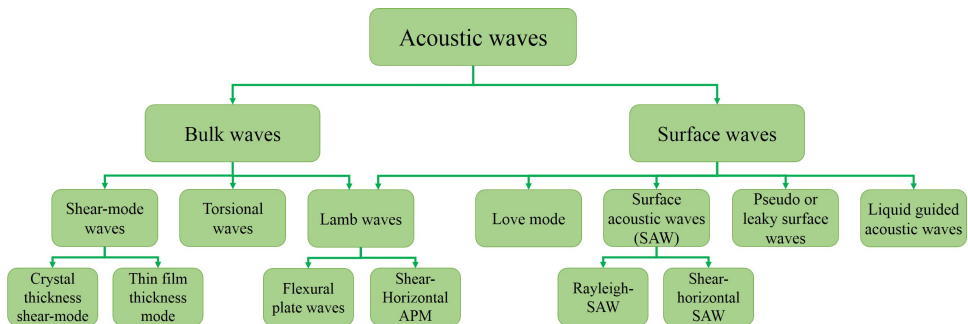 Acoustic waves
Bulk waves
Surface waves
Shear-mode
waves
Torsional
waves
Lamb waves
Love mode
Surface
acoustic waves
(SAW)
Pseudo or
leaky surface
waves
Liquid guided
acoustic waves
Crystal
thickness
shear-mode
Thin film
thickness
mode
Flexural
plate waves
Shear-
Horizontal
APM
Rayleigh-
SAW
Shear-
horizontal
SAW